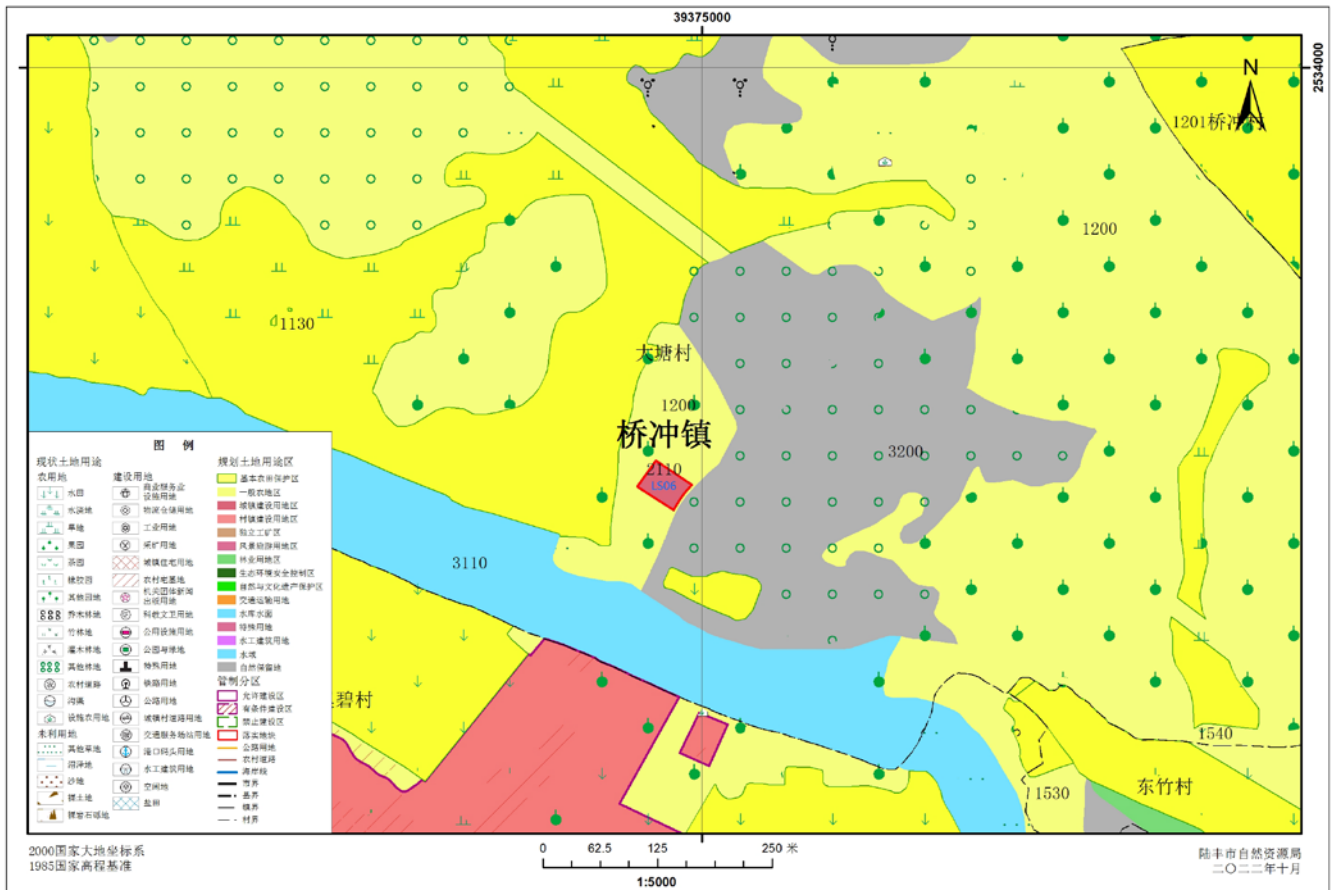 39375000
2534000
N
1201桥冲村
1200
1130
大塘村
1200
桥冲镇
2110
LS06
3200
3110
图 例
现状土地用途
农用地
水田
水浇地
旱地
果园
茶园
橡胶园
其他园地
乔木林地
竹林地
灌木林地
其他林地
农村道路
沟渠
设施农用地
未利用地
其他草地
沼泽地
沙地
裸土地
裸岩石砾地
建设用地
商业服务业
设施用地
物流仓储用地
工业用地
采矿用地
城镇住宅用地
农村宅基地
机关团体新闻
出版用地
科教文卫用地
公用设施用地
公园与绿地
特殊用地
铁路用地
公路用地
城镇村道路用地
交通服务场站用地
港口码头用地
水工建筑用地
空闲地
盐田
规划土地用途区
基本农田保护区
一般农地区
城镇建设用地区
村镇建设用地区
独立工矿区
风景旅游用地区
林业用地区
生态环境安全控制区
自然与文化遗产保护区
交通运输用地
水库水面
特殊用地
水工建筑用地
水域
自然保留地
管制分区
允许建设区
有条件建设区
禁止建设区
落实地块
公路用地
农村道路
海岸线
市界
县界
镇界
村界
碧村
1540
东竹村
1530
2000国家大地坐标系
1985国家高程基准
0 62.5 125 250 米
1:5000
陆丰市自然资源局
二〇二二年十月